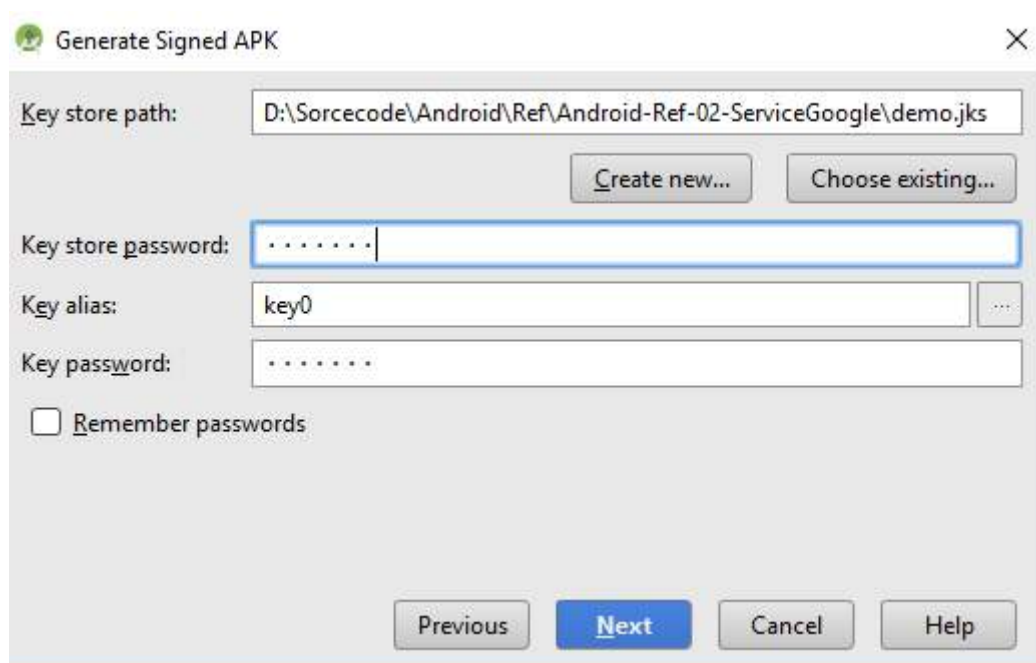 Generate Signed APK
Key store path: D:\Sorcecode\Android\Ref\Android-Ref-02-ServiceGoogle\demo.jks
Create new... Choose existing...
Key store password: ·······
Key alias: key0 ...
Key password: ·······
Remember passwords
Previous Next Cancel Help